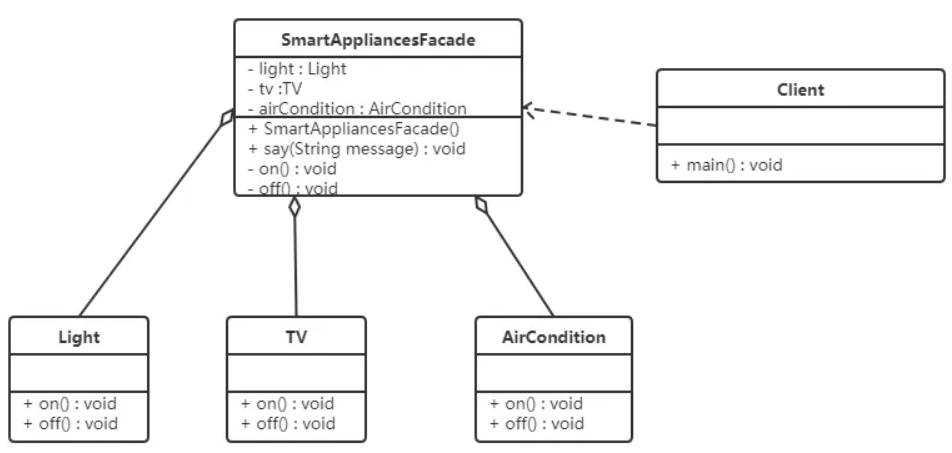 SmartAppliancesFacade
- light : Light
- tv :TV
- airCondition : AirCondition
+ SmartAppliancesFacade()
+ say(String message) : void
- on() : void
- off() : void
Client
+ main() : void
Light
+ on() : void
+ off() : void
TV
+ on() : void
+ off() : void
AirCondition
+ on() : void
+ off() : void